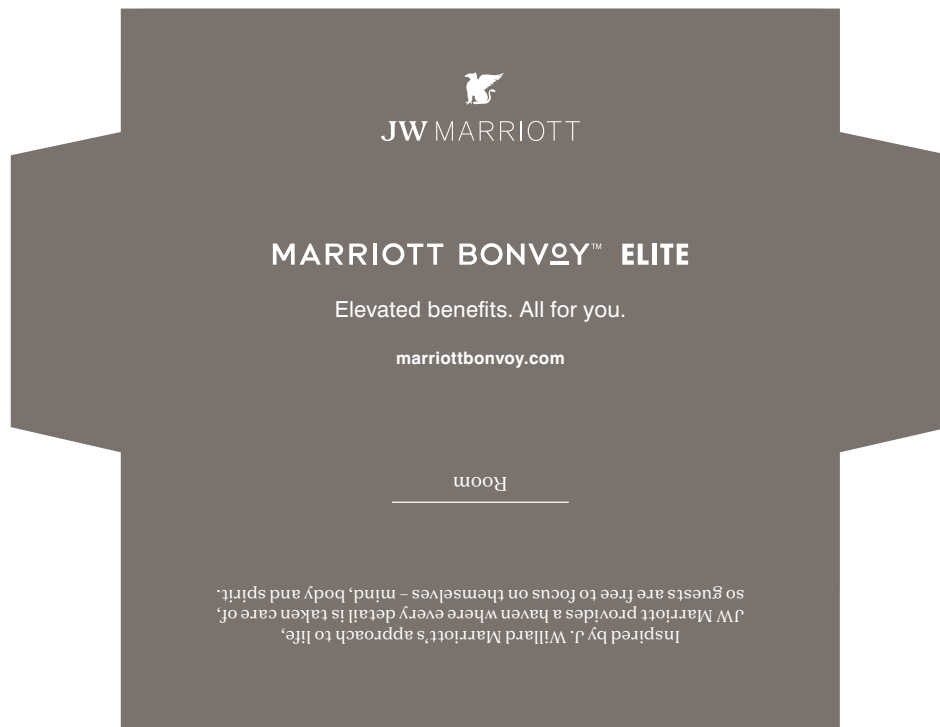 JW MARRIOTT
MARRIOTT BONVOY™ ELITE
Elevated benefits. All for you.
marriottbonvoy.com
Room
Inspired by J. Willard Marriott's approach to life,
JW Marriott provides a haven where every detail is taken care of,
so guests are free to focus on themselves – mind, body and spirit.